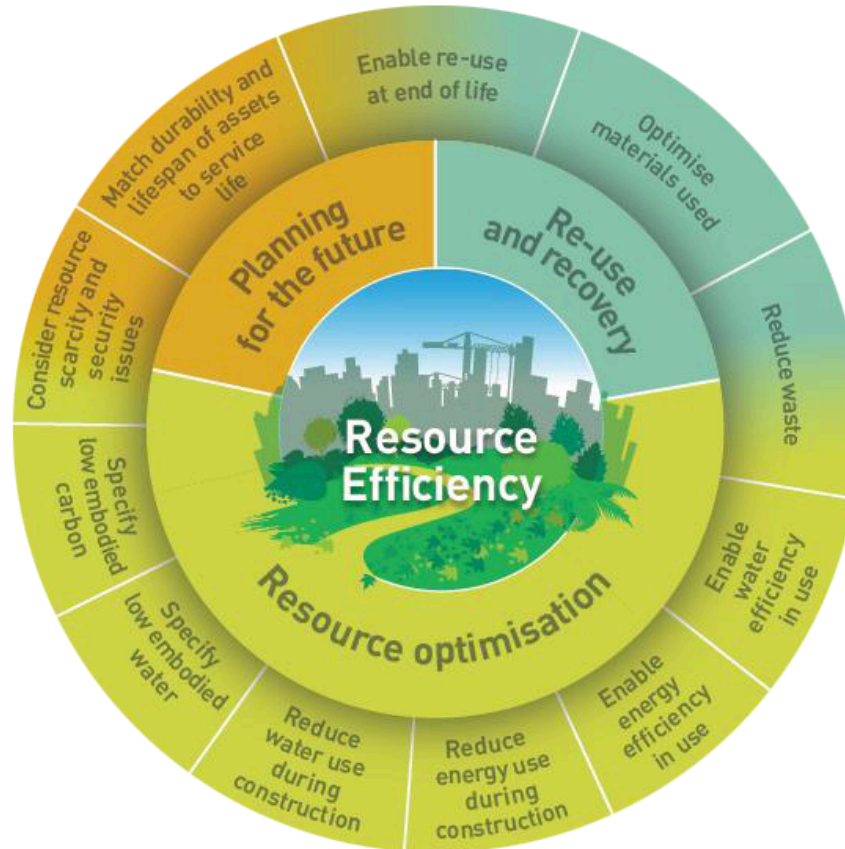 Resource
Efficiency
Planning
for the future
Re-use
and recovery
Resource optimisation
Enable re-use
at end of life
Optimise
materials used
Reduce waste
Enable
water
efficiency
in use
Enable
energy
efficiency
in use
Reduce
energy use
during
construction
Reduce
water use
during
construction
Specify
low embodied
water
Specify
low embodied
carbon
Consider resource
scarcity and
security
issues
Match durability and
lifespan of assets
to service
life